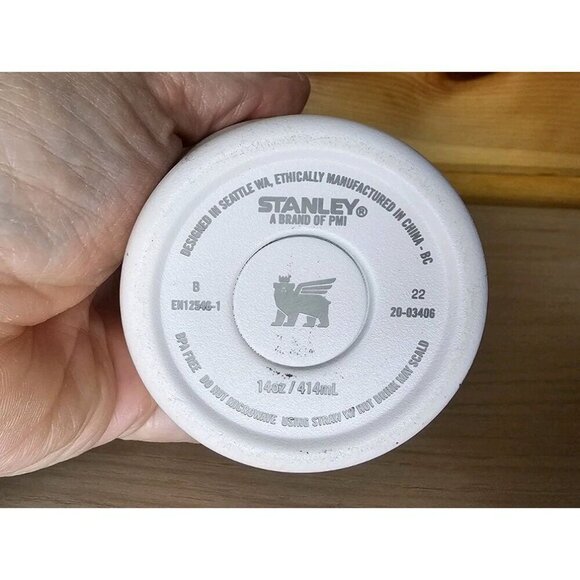 DESIGNED IN SEATTLE WA, ETHICALLY MANUFACTURED IN CHINA - BC
STANLEY®
A BRAND OF PMI
B
EN12546-1
22
20-03406
14oz / 414mL
BPA FREE DO NOT MICROWAVE USING STRAW W/ HOT DRINK MAY SCALD